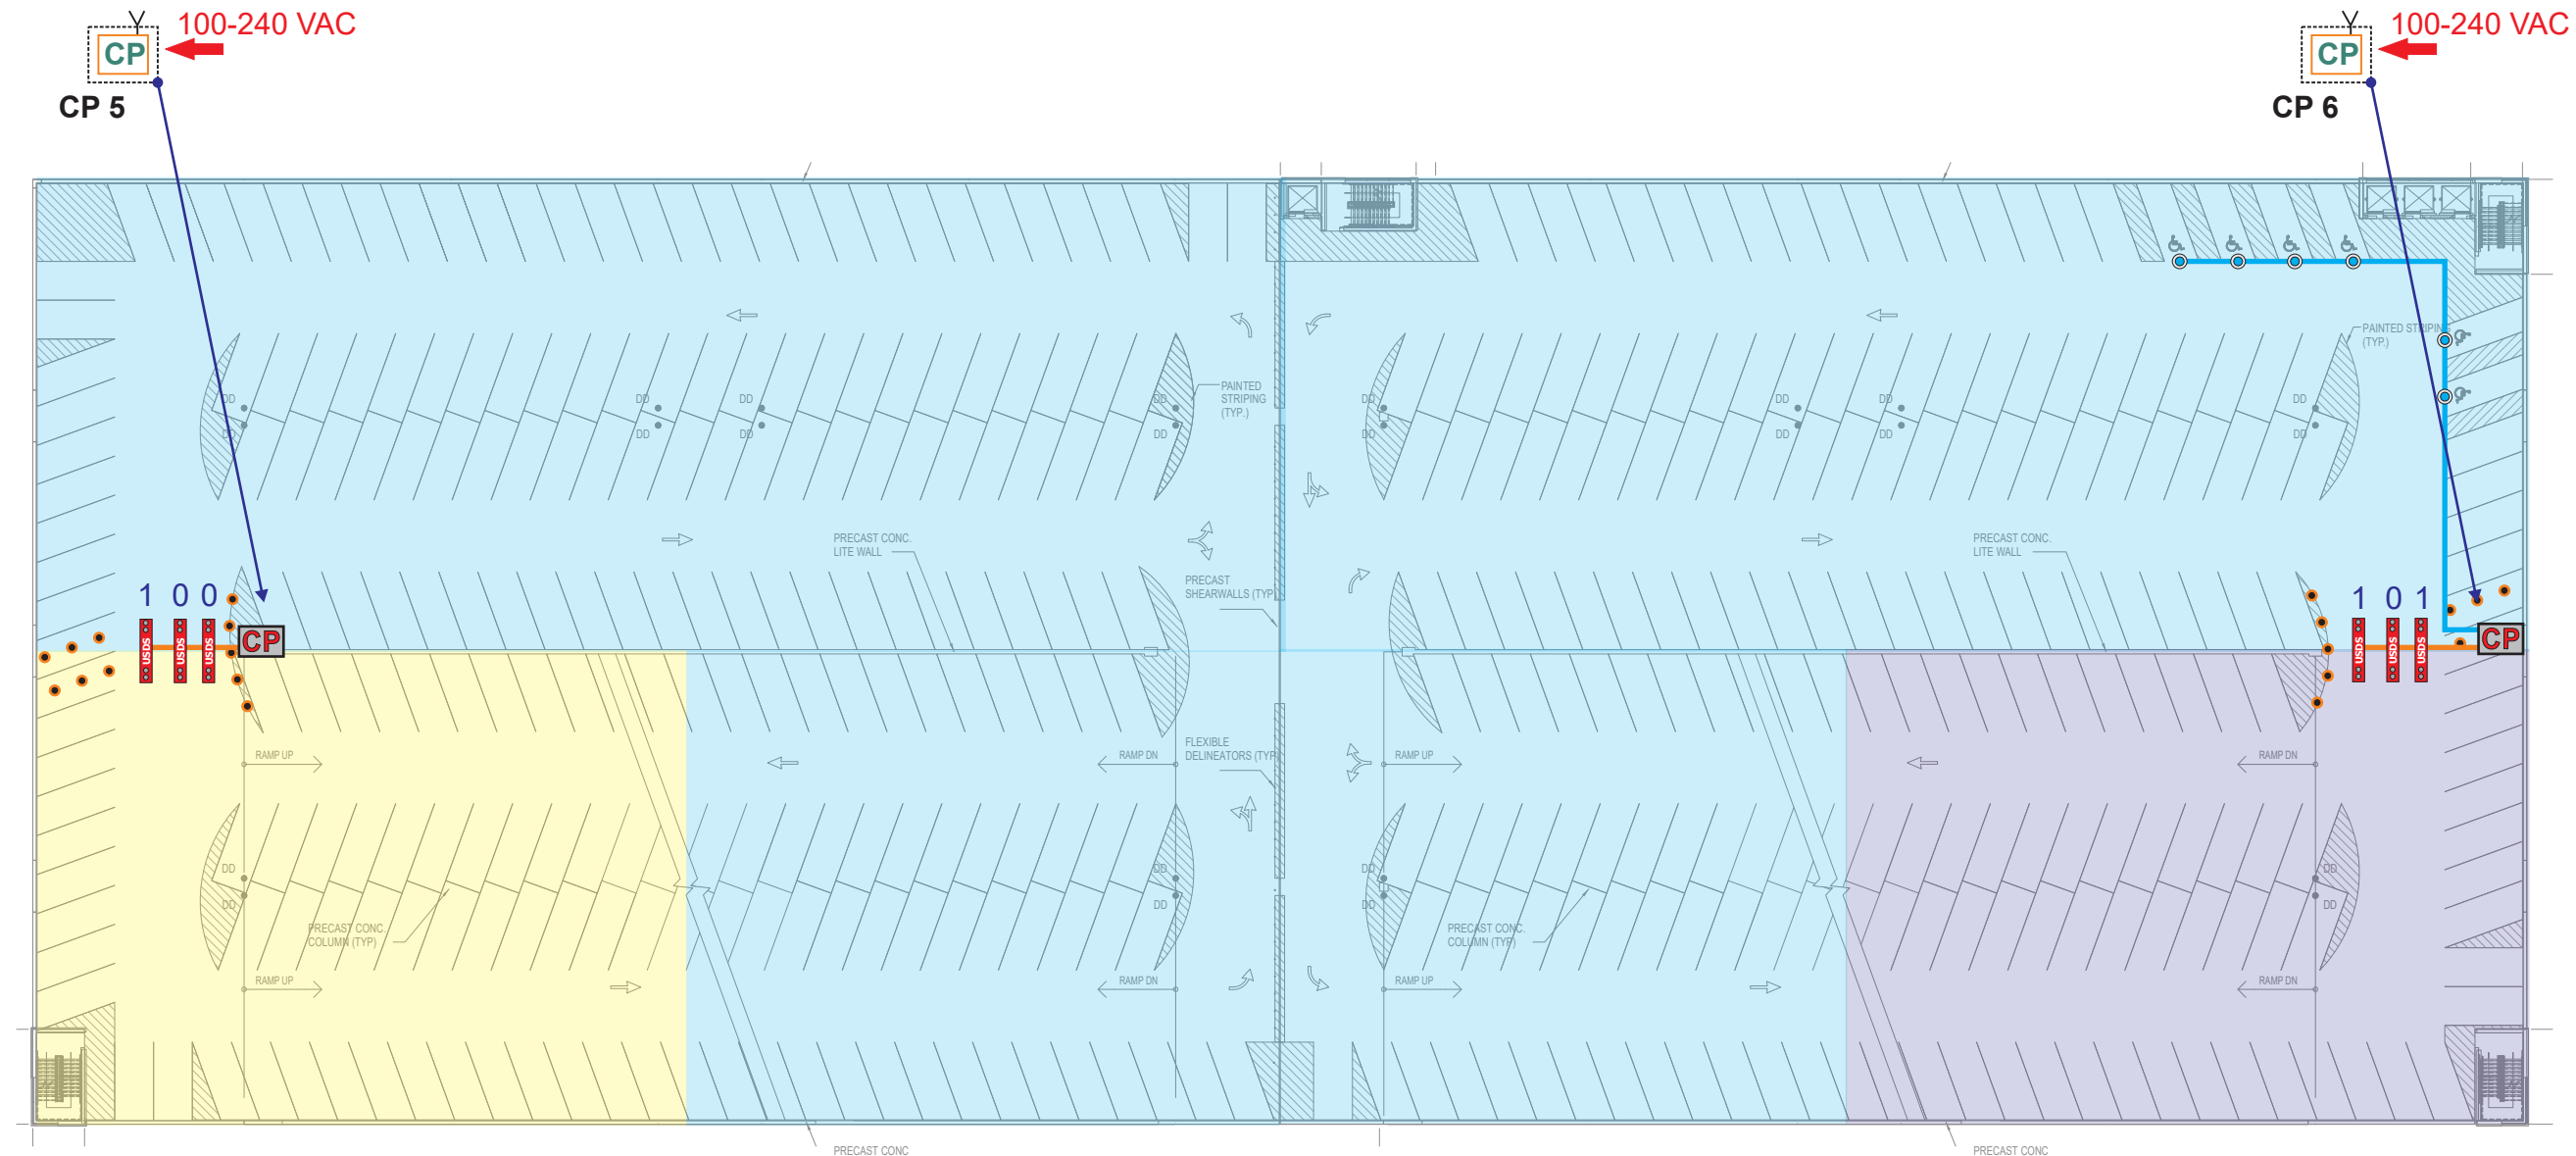 100-240 VAC
CP
CP 5
100-240 VAC
CP
CP 6
PAINTED STRIPING
(TYP.)
DD
DD
DD
DD
DD
DD
PAINTED
STRIPING
(TYP.)
DD
DD
DD
DD
DD
DD
DD
DD
DD
DD
PRECAST CONC.
LITE WALL
PRECAST CONC.
LITE WALL
PRECAST
SHEARWALLS (TYP
1 0 0
1 0 1
USDS
USDS
USDS
CP
USDS
USDS
USDS
CP
FLEXIBLE
DELINEATORS (TYP
RAMP UP
RAMP DN
RAMP UP
RAMP DN
DD
DD
DD
DD
DD
DD
DD
DD
PRECAST CONC.
COLUMN (TYP)
PRECAST CONC.
COLUMN (TYP)
RAMP UP
RAMP DN
RAMP UP
RAMP DN
PRECAST CONC
PRECAST CONC